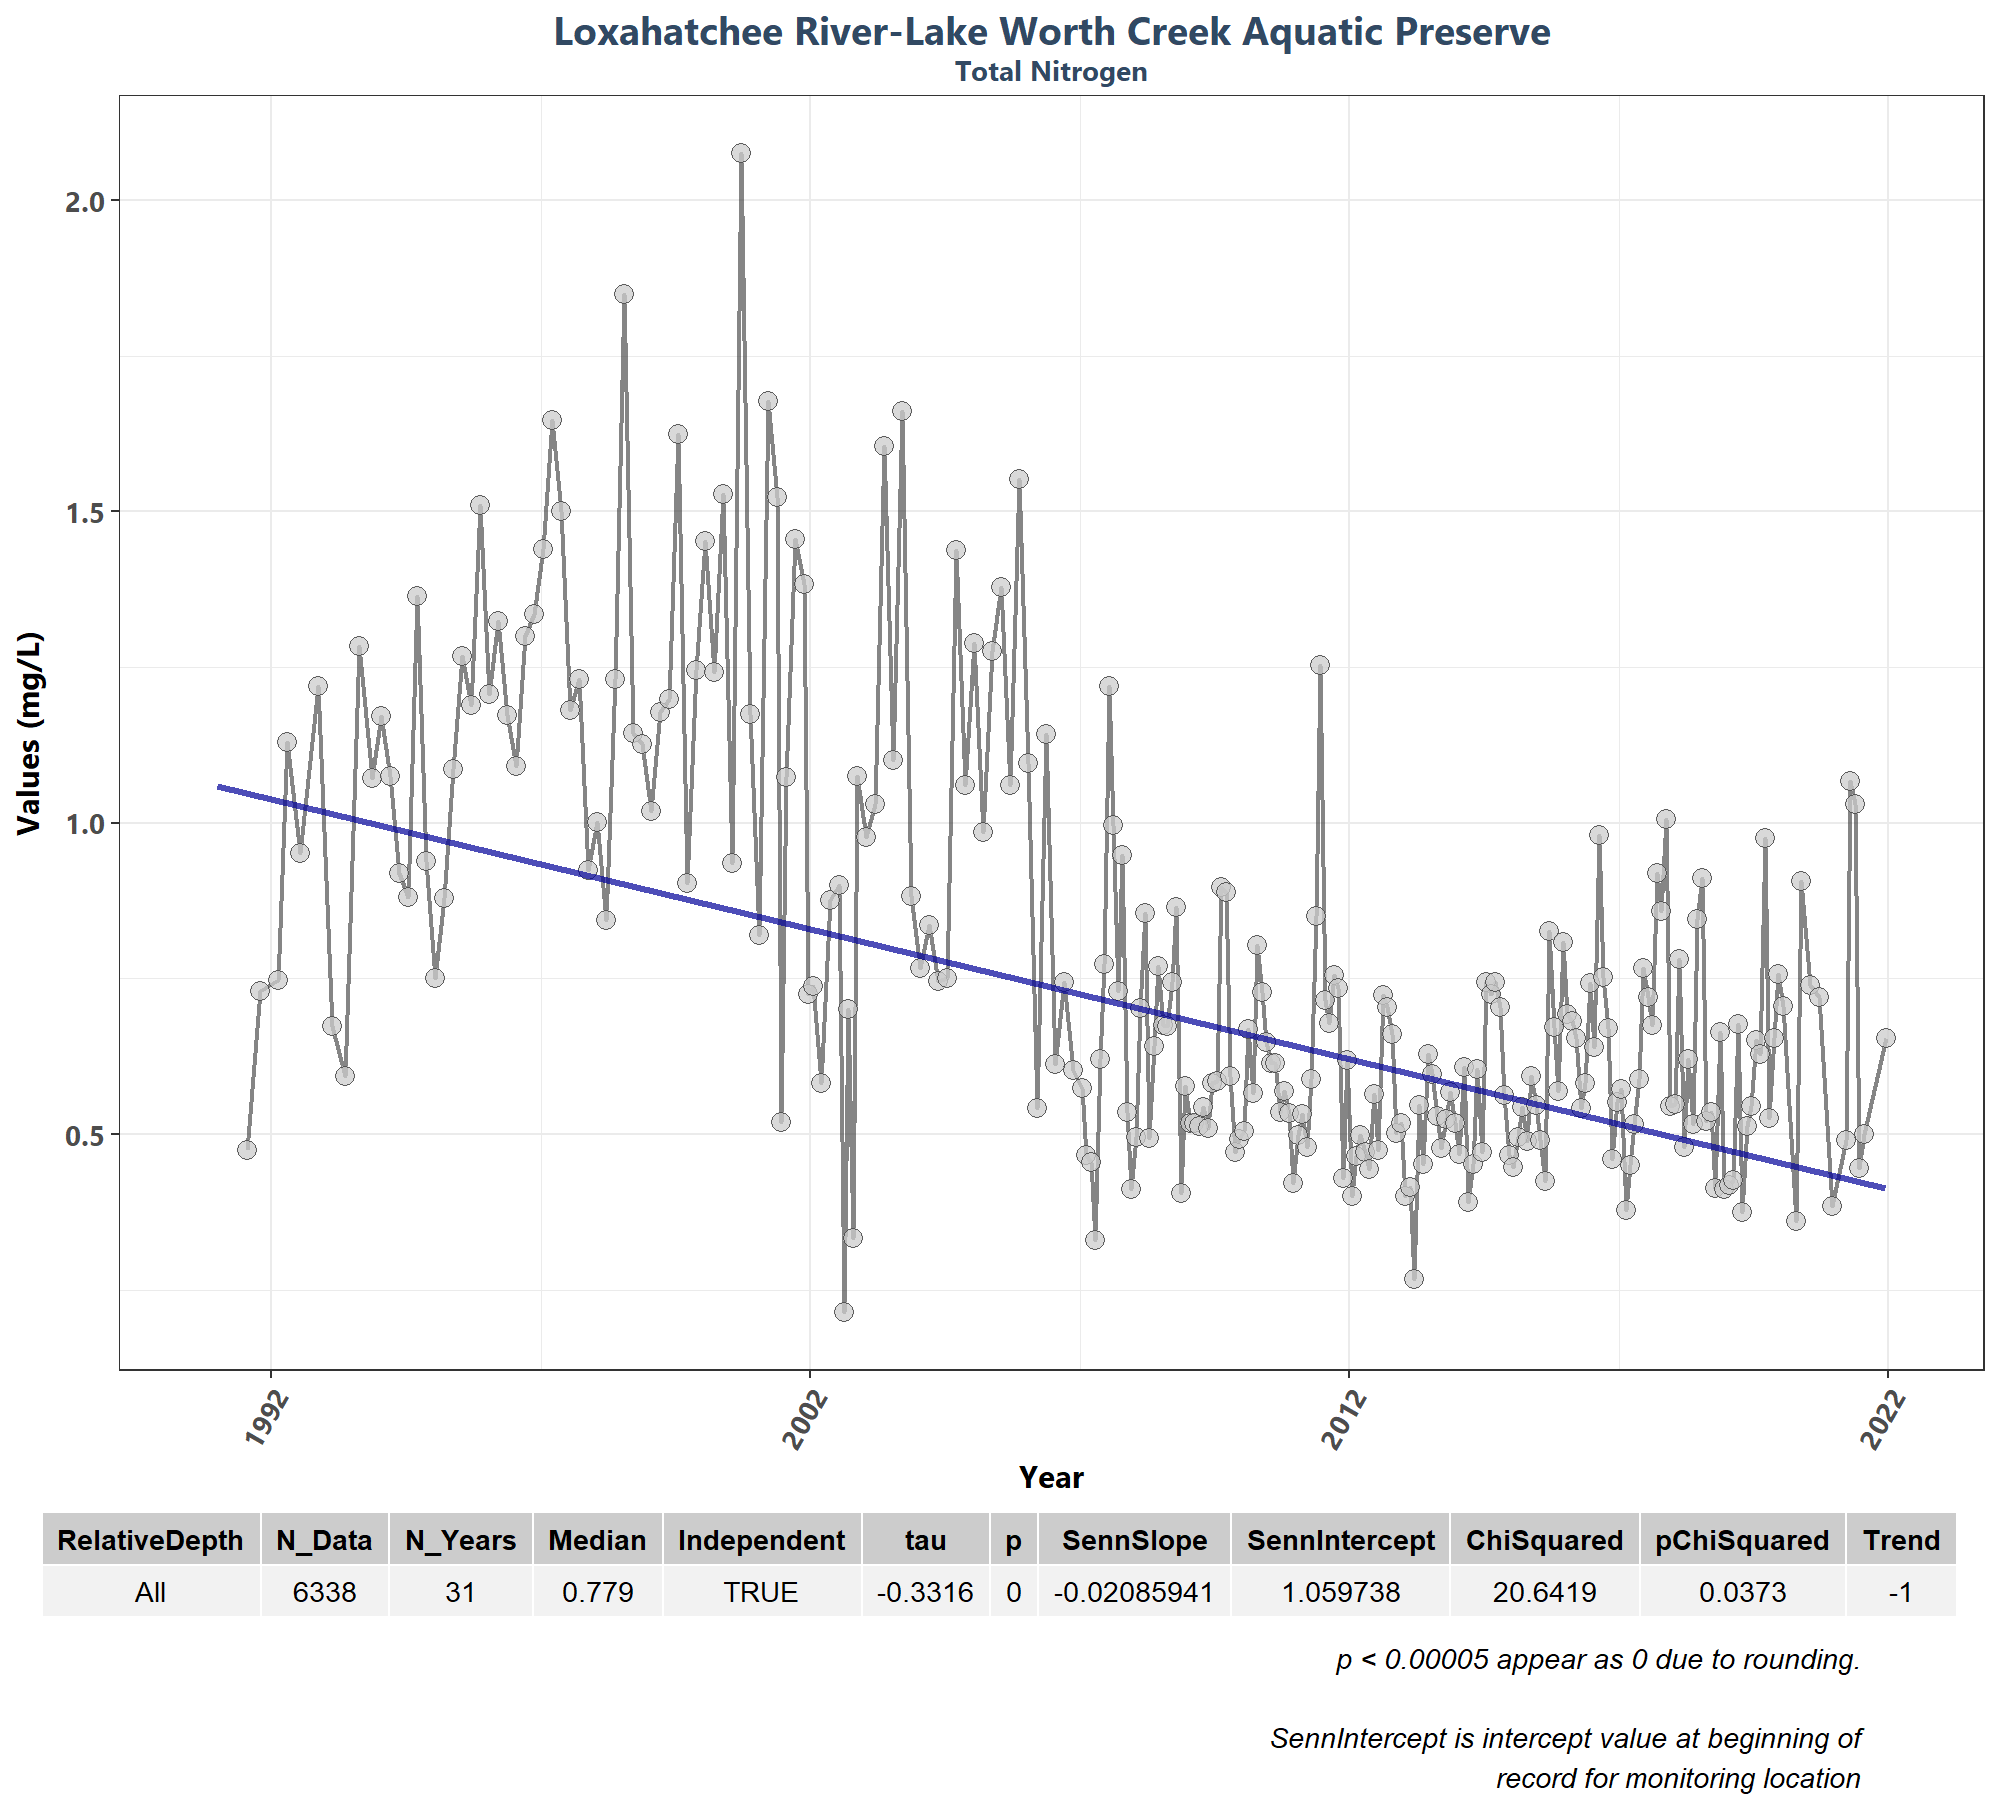 Loxahatchee River-Lake Worth Creek Aquatic Preserve
Total Nitrogen
Values (mg/L)
2.0
1.5
1.0
0.5
1992 2002 2012 2022
Year
RelativeDepth N_Data N_Years Median Independent tau p SennSlope SennIntercept ChiSquared pChiSquared Trend
All 6338 31 0.779 TRUE -0.3316 0 -0.02085941 1.059738 20.6419 0.0373 -1
p < 0.00005 appear as 0 due to rounding.
SennIntercept is intercept value at beginning of
record for monitoring location